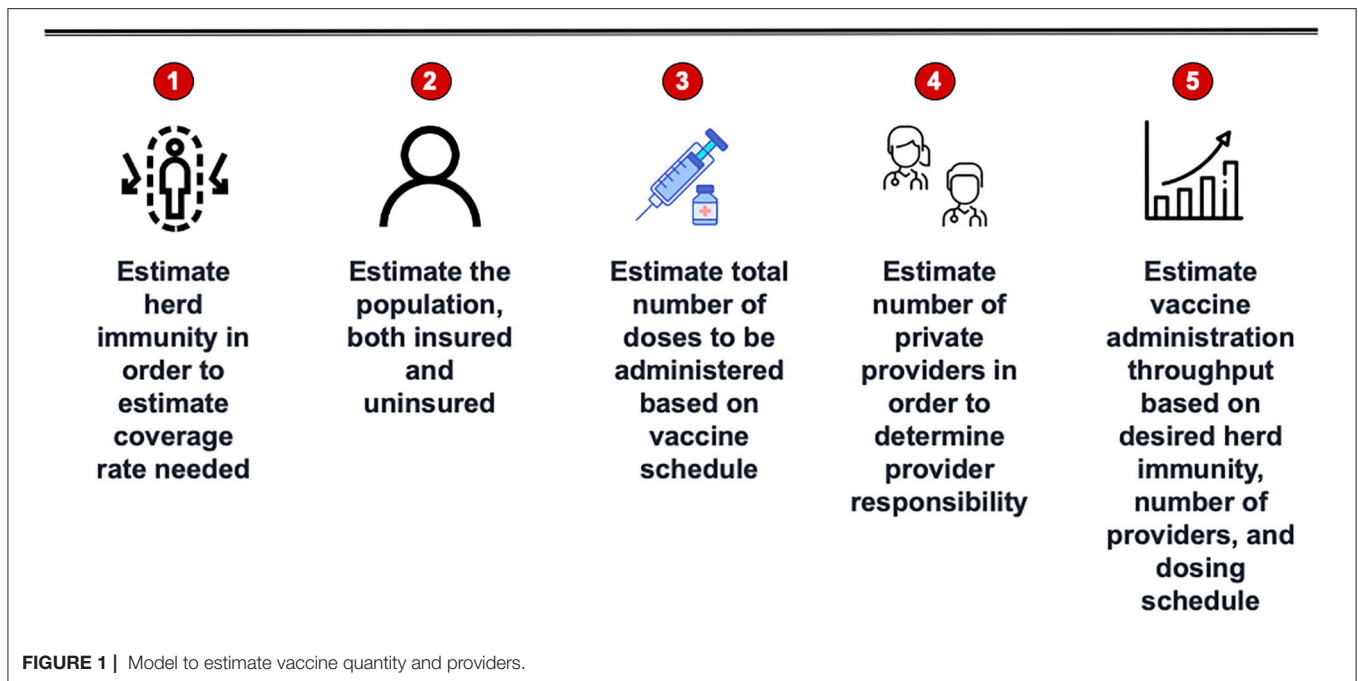 1
Estimate
herd
immunity in
order to
estimate
coverage
rate needed
2
Estimate the
population,
both insured
and
uninsured
3
Estimate total
number of
doses to be
administered
based on
vaccine
schedule
4
Estimate
number of
private
providers in
order to
determine
provider
responsibility
5
Estimate
vaccine
administration
throughput
based on
desired herd
immunity,
number of
providers, and
dosing
schedule
FIGURE 1 | Model to estimate vaccine quantity and providers.